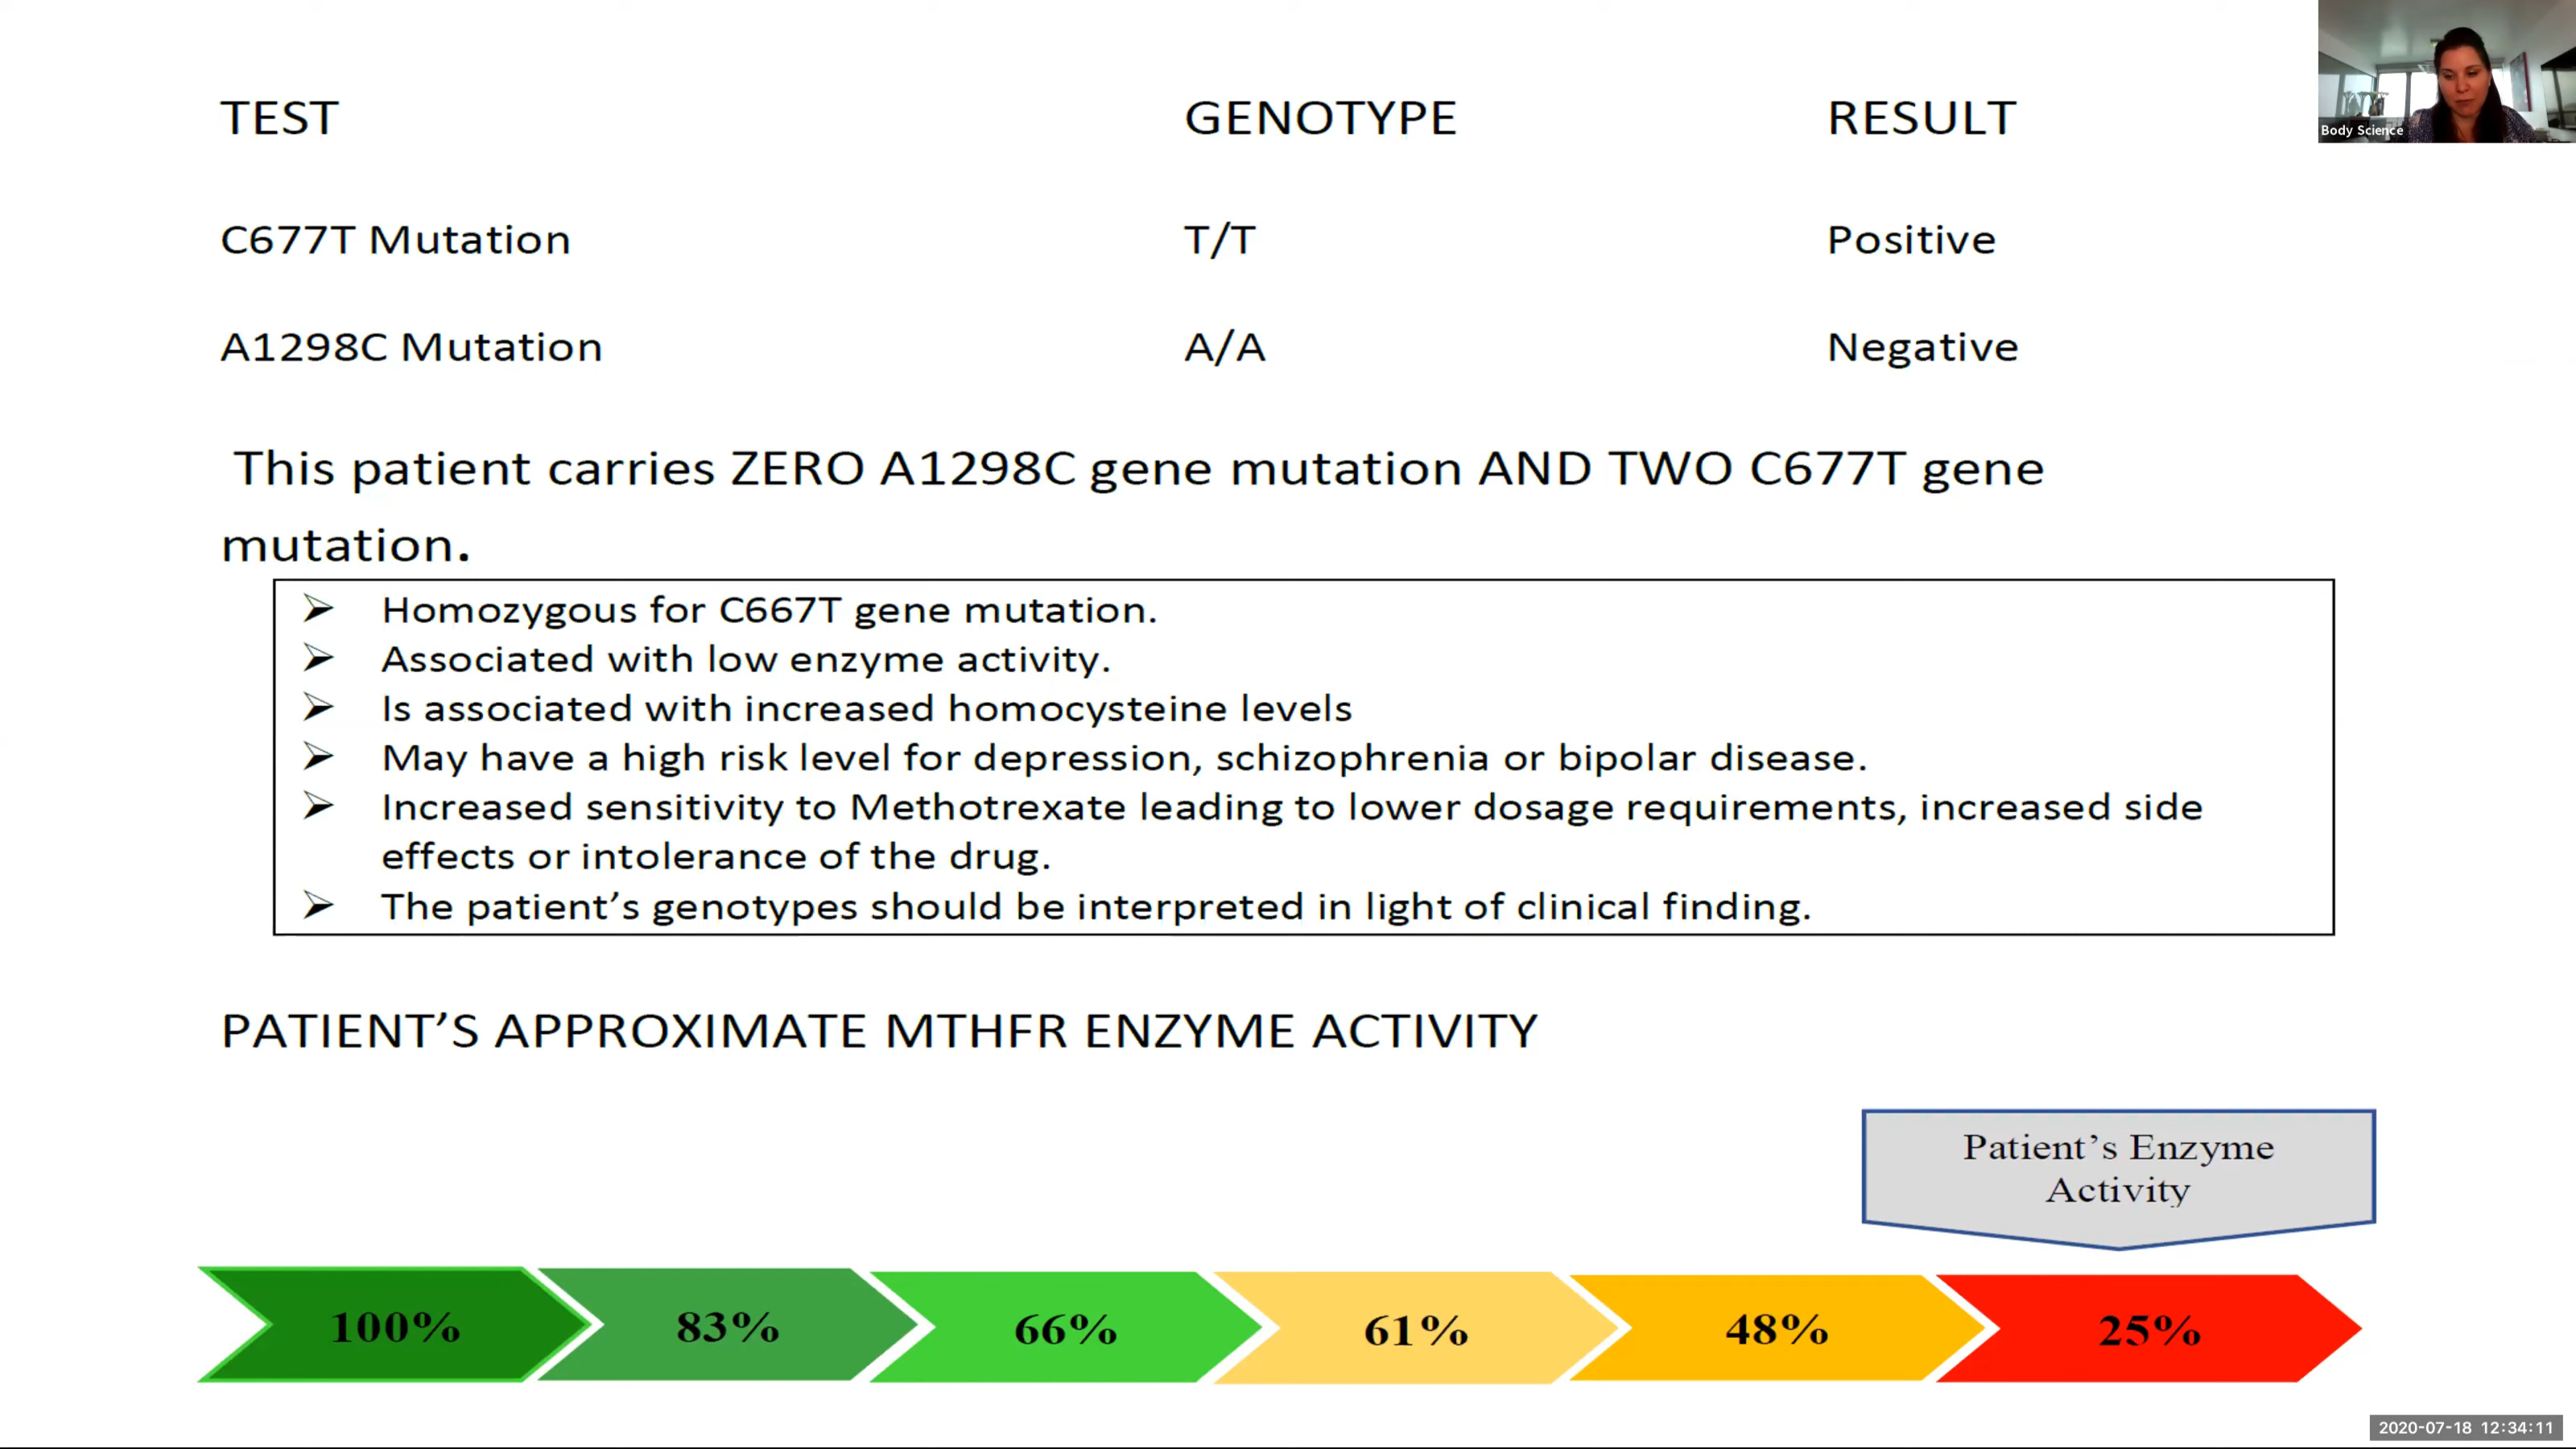 TEST GENOTYPE RESULT
Body Science
C677T Mutation T/T Positive
A1298C Mutation A/A Negative
This patient carries ZERO A1298C gene mutation AND TWO C677T gene
mutation.
➢ Homozygous for C667T gene mutation.
➢ Associated with low enzyme activity.
➢ Is associated with increased homocysteine levels
➢ May have a high risk level for depression, schizophrenia or bipolar disease.
➢ Increased sensitivity to Methotrexate leading to lower dosage requirements, increased side
effects or intolerance of the drug.
➢ The patient’s genotypes should be interpreted in light of clinical finding.
PATIENT’S APPROXIMATE MTHFR ENZYME ACTIVITY
Patient’s Enzyme
Activity
100% 83% 66% 61% 48% 25%
2020-07-18 12:34:11